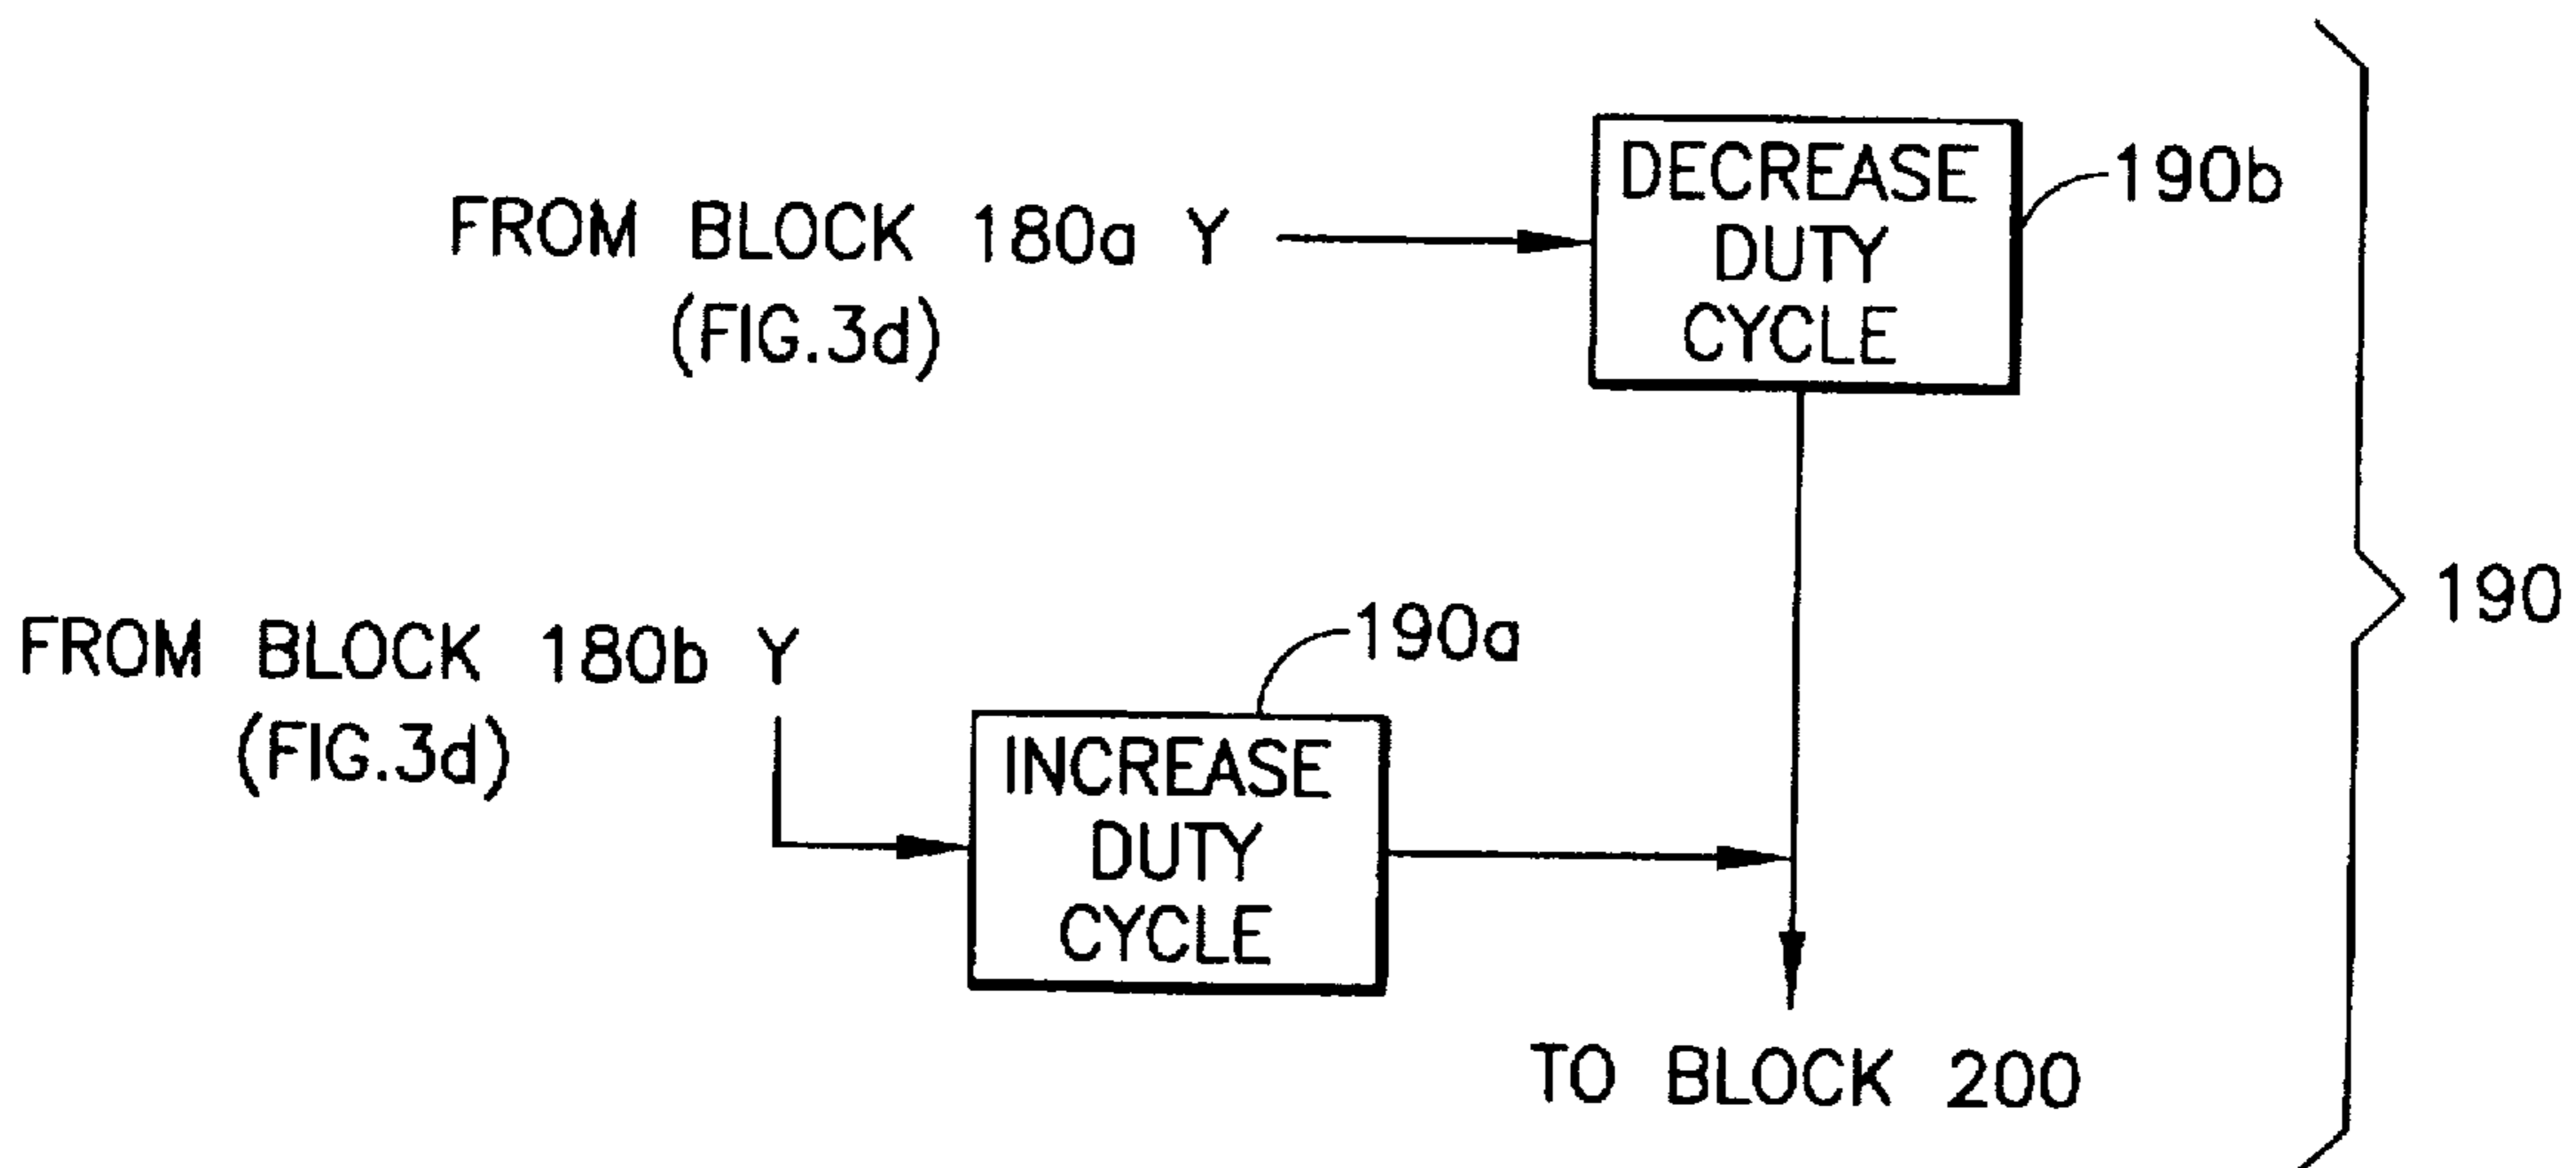 DECREASE
DUTY
CYCLE
190b
FROM BLOCK 180a Y
(FIG.3d)
190
FROM BLOCK 180b Y
(FIG.3d)
190a
INCREASE
DUTY
CYCLE
TO BLOCK 200